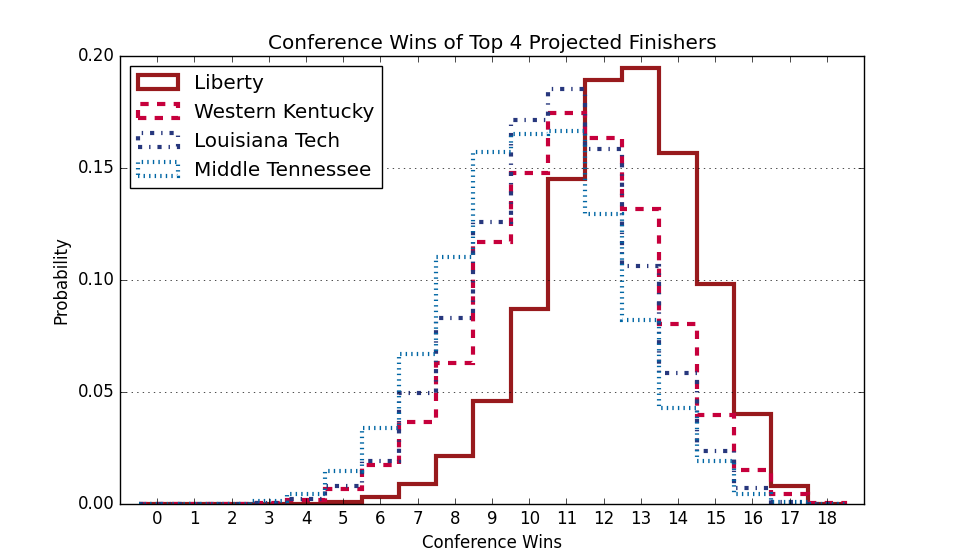 Conference Wins of Top 4 Projected Finishers
Liberty
Western Kentucky
Louisiana Tech
Middle Tennessee
0.20
0.15
0.10
0.05
0.00
Probability
0 1 2 3 4 5 6 7 8 9 10 11 12 13 14 15 16 17 18
Conference Wins